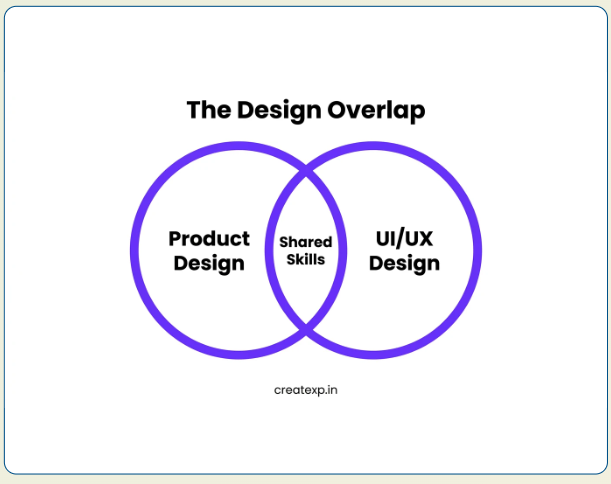 The Design Overlap
Product
Design
Shared
Skills
UI/UX
Design
createxp.in